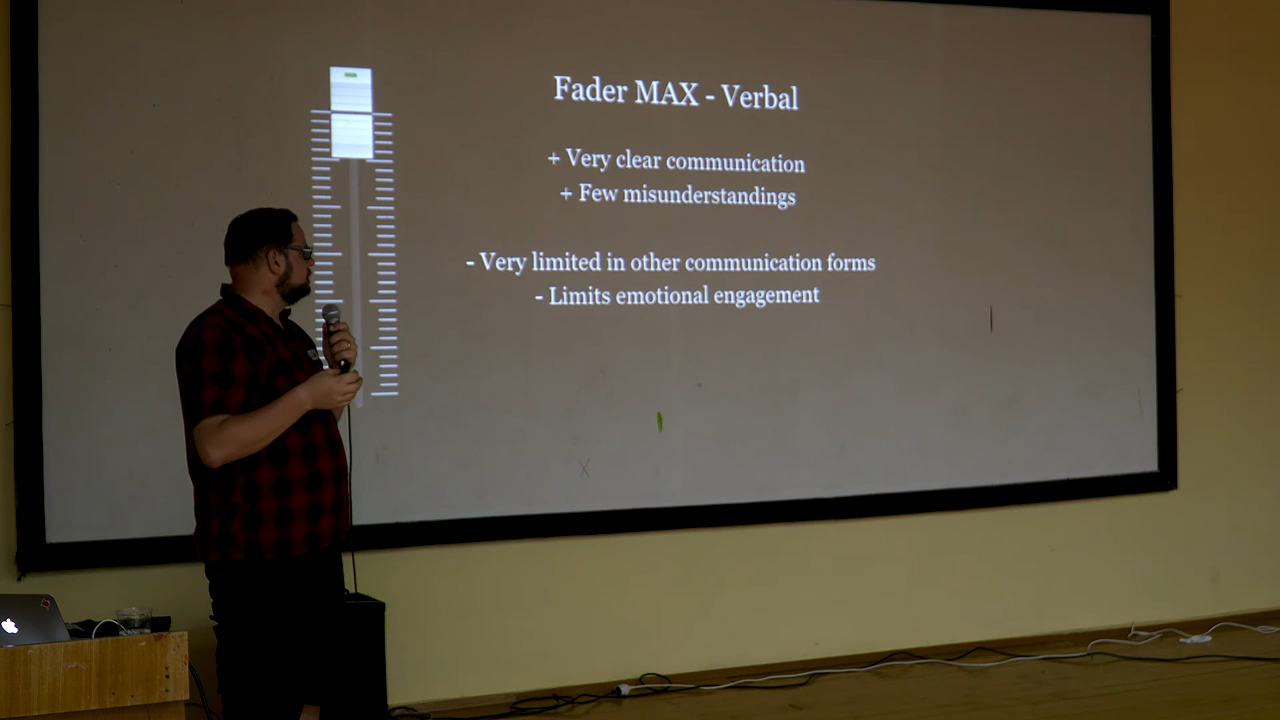 Fader MAX - Verbal
+ Very clear communication
+ Few misunderstandings
- Very limited in other communication forms
- Limits emotional engagement